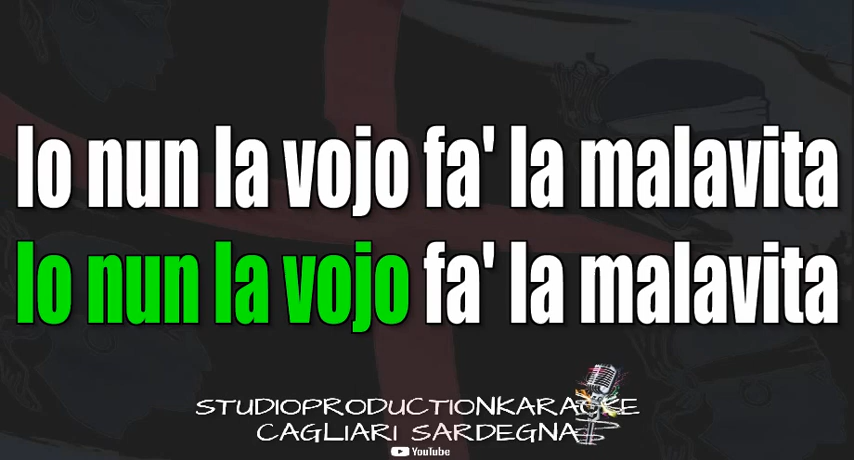 Io nun la vojo fa' la malavita
Io nun la vojo fa' la malavita
STUDIOPRODUCTIONKARAOKE
CAGLIARI SARDEGNA
YouTube